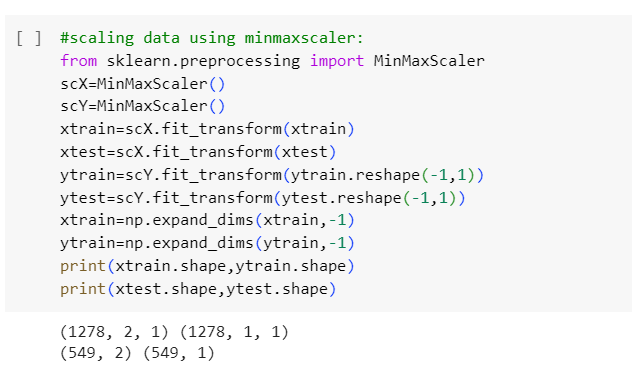 [ ] #scaling data using minmaxscaler:
from sklearn.preprocessing import MinMaxScaler
scX=MinMaxScaler()
scY=MinMaxScaler()
xtrain=scX.fit_transform(xtrain)
xtest=scX.fit_transform(xtest)
ytrain=scY.fit_transform(ytrain.reshape(-1,1))
ytest=scY.fit_transform(ytest.reshape(-1,1))
xtrain=np.expand_dims(xtrain,-1)
ytrain=np.expand_dims(ytrain,-1)
print(xtrain.shape,ytrain.shape)
print(xtest.shape,ytest.shape)
(1278, 2, 1) (1278, 1, 1)
(549, 2) (549, 1)